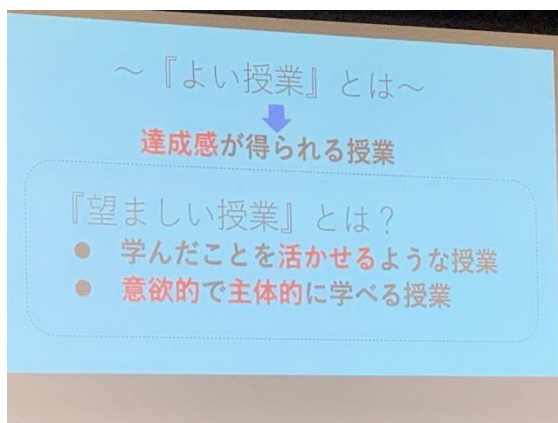 ～『よい授業』とは～
達成感が得られる授業
『望ましい授業』とは？
● 学んだことを活かせるような授業
● 意欲的で主体的に学べる授業